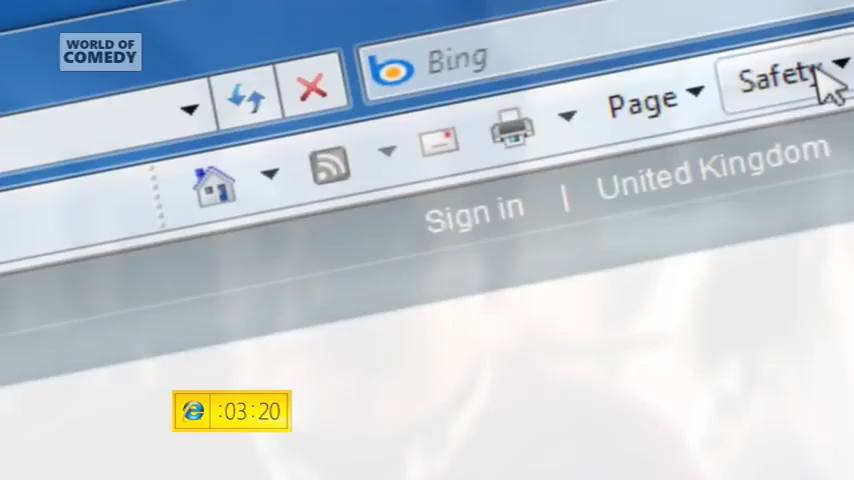 WORLD OF
COMEDY
Bing
Page
Safety
Sign in | United Kingdom
:03:20